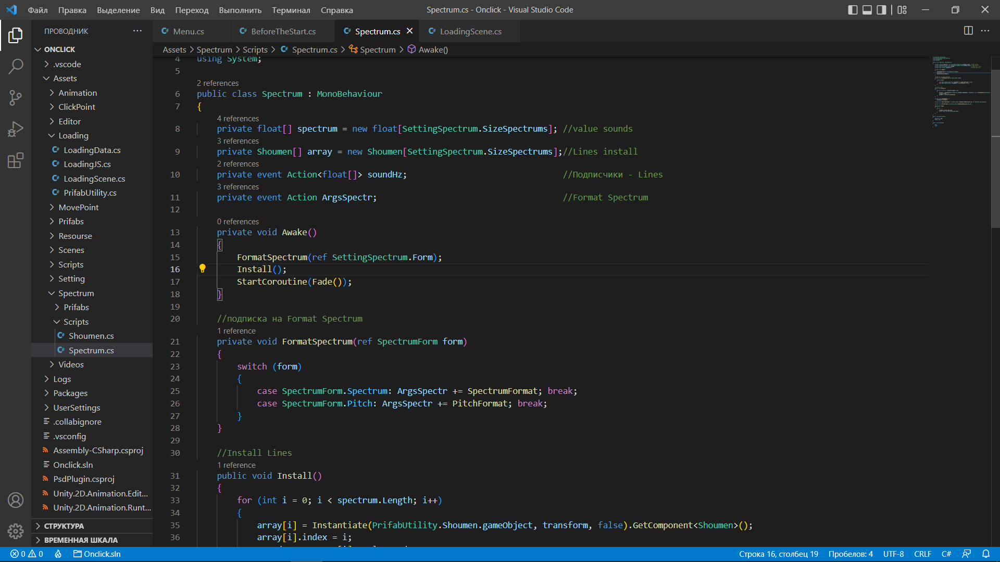 Файл Правка Выделение Вид Переход Выполнить Терминал Справка
Spectrum.cs - Onclick - Visual Studio Code
ПРОВОДНИК
ONCLICK
.vscode
Assets
Animation
ClickPoint
Editor
Loading
LoadingData.cs
LoadingJS.cs
LoadingScene.cs
PrifabUtility.cs
MovePoint
Prifabs
Resourse
Scenes
Scripts
Setting
Spectrum
Prifabs
Scripts
Shoumen.cs
Spectrum.cs
Videos
Logs
Packages
UserSettings
.collabignore
.vsconfig
Assembly-CSharp.csproj
Onclick.sln
PsdPlugin.csproj
Unity.2D.Animation.Edit...
Unity.2D.Animation.Runt...
СТРУКТУРА
ВРЕМЕННАЯ ШКАЛА
Menu.cs BeforeTheStart.cs Spectrum.cs LoadingScene.cs
Assets > Spectrum > Scripts > Spectrum.cs > Spectrum > Awake()
4 using System;
5
2 references
6 public class Spectrum : MonoBehaviour
7 {
4 references
8 private float[] spectrum = new float[SettingSpectrum.SizeSpectrums]; //value sounds
3 references
9 private Shoumen[] array = new Shoumen[SettingSpectrum.SizeSpectrums];//Lines install
2 references
10 private event Action<float[]> soundHz; //Подписчики - Lines
3 references
11 private event Action ArgsSpectr; //Format Spectrum
12
0 references
13 private void Awake()
14 {
15 FormatSpectrum(ref SettingSpectrum.Form);
16 Install();
17 StartCoroutine(Fade());
18 }
19
20 //подписка на Format Spectrum
1 reference
21 private void FormatSpectrum(ref SpectrumForm form)
22 {
23 switch (form)
24 {
25 case SpectrumForm.Spectrum: ArgsSpectr += SpectrumFormat; break;
26 case SpectrumForm.Pitch: ArgsSpectr += PitchFormat; break;
27 }
28 }
29
30 //Install Lines
1 reference
31 public void Install()
32 {
33 for (int i = 0; i < spectrum.Length; i++)
34 {
35 array[i] = Instantiate(PrifabUtility.Shoumen.gameObject, transform, false).GetComponent<Shoumen>();
36 array[i].index = i;
0 0 Onclick.sln Строка 16, столбец 19 Пробелов: 4 UTF-8 CRLF C#